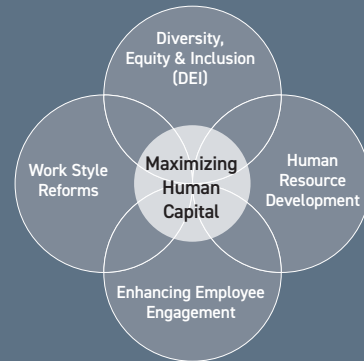 Diversity,
Equity & Inclusion
(DEI)
Work Style
Reforms
Maximizing
Human
Capital
Human
Resource
Development
Enhancing Employee
Engagement